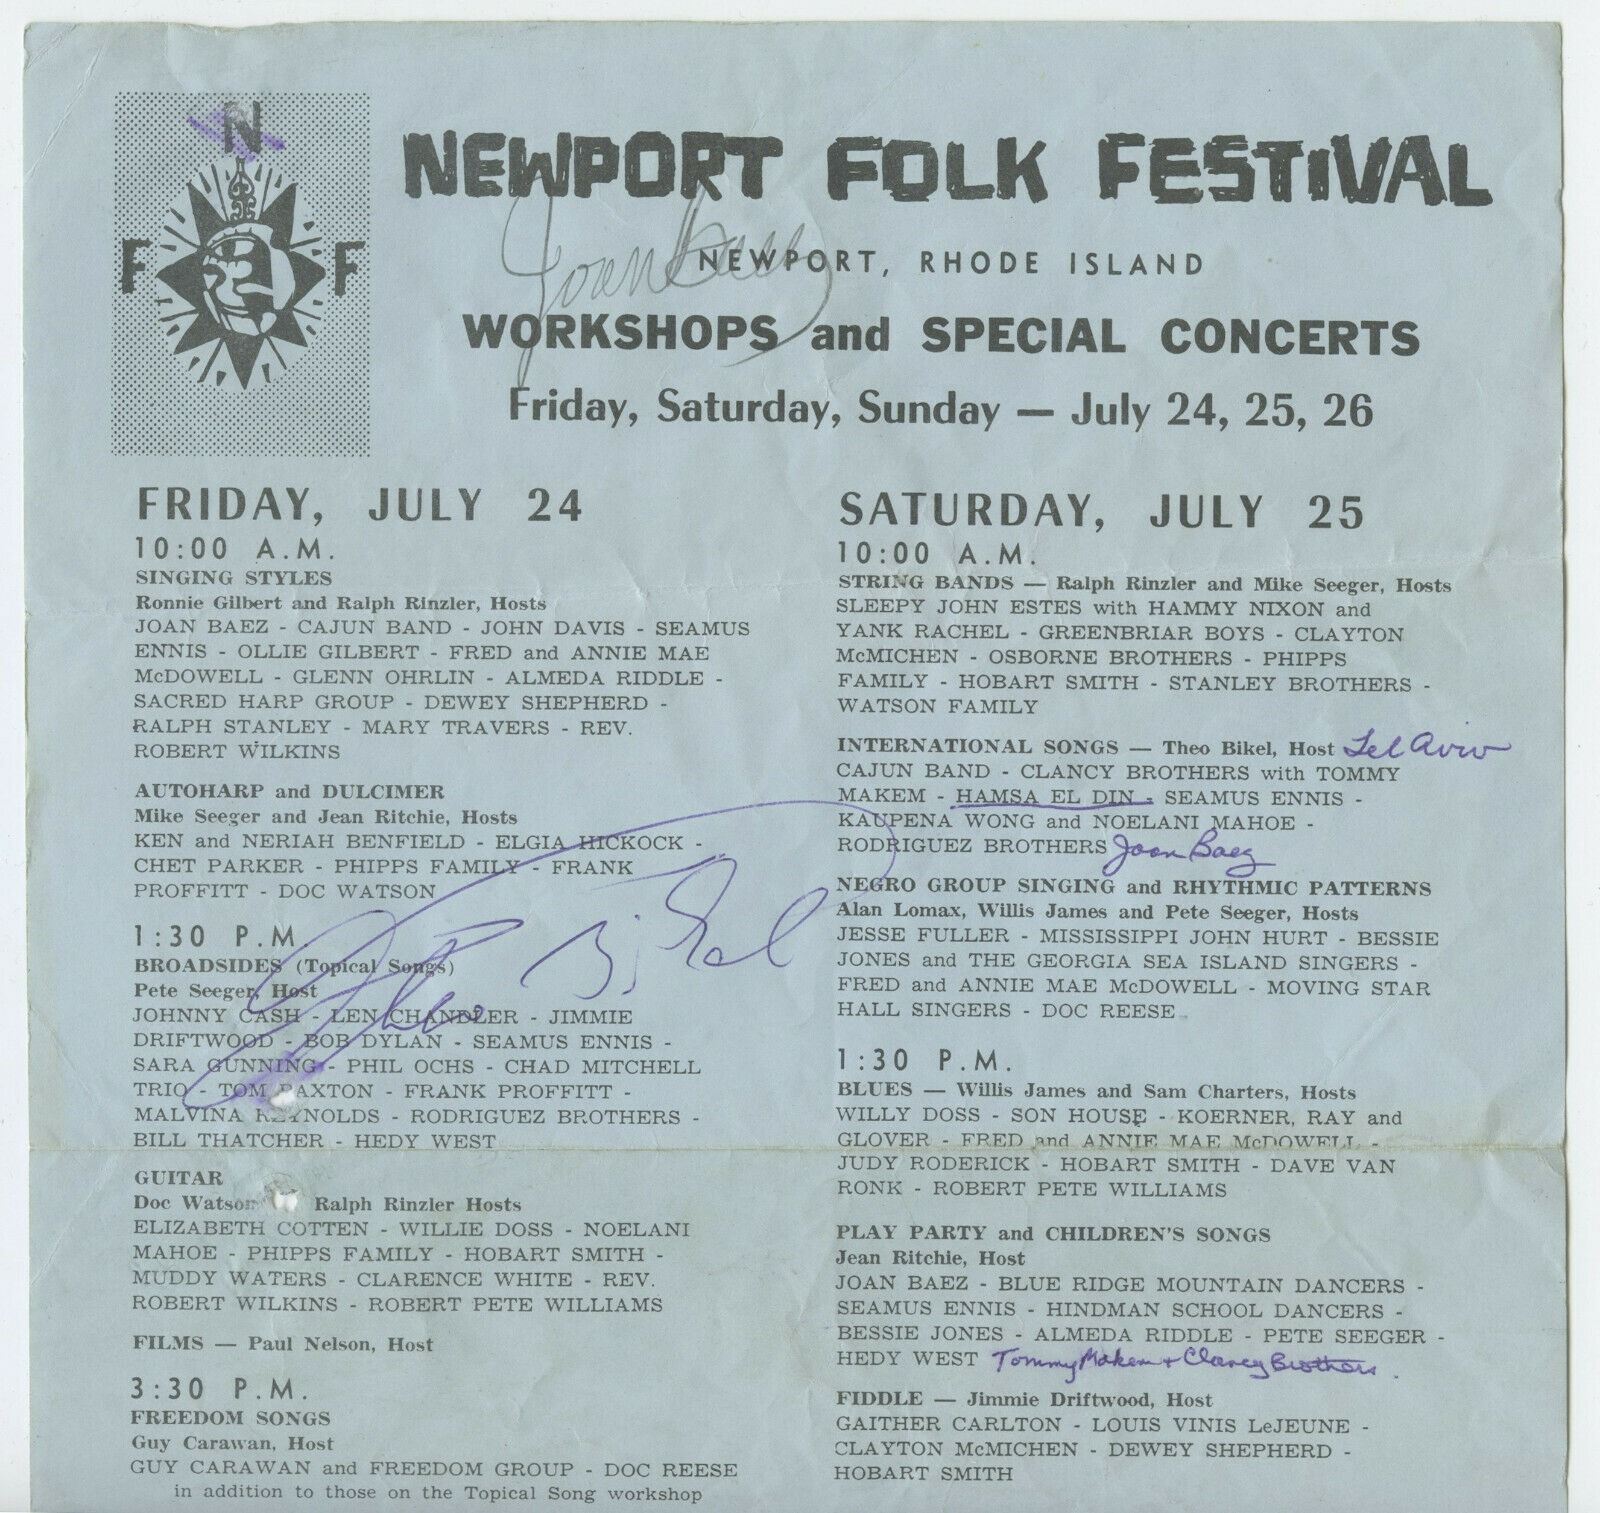 N
F F
NEWPORT FOLK FESTIVAL
Joan Baez
NEWPORT, RHODE ISLAND
WORKSHOPS and SPECIAL CONCERTS
Friday, Saturday, Sunday — July 24, 25, 26
FRIDAY, JULY 24
10:00 A.M.
SINGING STYLES
Ronnie Gilbert and Ralph Rinzler, Hosts
JOAN BAEZ - CAJUN BAND - JOHN DAVIS - SEAMUS
ENNIS - OLLIE GILBERT - FRED and ANNIE MAE
McDOWELL - GLENN OHRLIN - ALMEDA RIDDLE -
SACRED HARP GROUP - DEWEY SHEPHERD -
RALPH STANLEY - MARY TRAVERS - REV.
ROBERT WILKINS
AUTOHARP and DULCIMER
Mike Seeger and Jean Ritchie, Hosts
KEN and NERIAH BENFIELD - ELGIA HICKOCK -
CHET PARKER - PHIPPS FAMILY - FRANK
PROFFITT - DOC WATSON
1:30 P.M.
BROADSIDES (Topical Songs)
Pete Seeger, Host
JOHNNY CASH - LEN CHANDLER - JIMMIE
DRIFTWOOD - BOB DYLAN - SEAMUS ENNIS -
SARA GUNNING - PHIL OCHS - CHAD MITCHELL
TRIO - TOM PAXTON - FRANK PROFFITT -
MALVINA REYNOLDS - RODRIGUEZ BROTHERS -
BILL THATCHER - HEDY WEST
Theo Bikel
GUITAR
Doc Watson Ralph Rinzler Hosts
ELIZABETH COTTEN - WILLIE DOSS - NOELANI
MAHOE - PHIPPS FAMILY - HOBART SMITH -
MUDDY WATERS - CLARENCE WHITE - REV.
ROBERT WILKINS - ROBERT PETE WILLIAMS
FILMS — Paul Nelson, Host
3:30 P.M.
FREEDOM SONGS
Guy Carawan, Host
GUY CARAWAN and FREEDOM GROUP - DOC REESE
in addition to those on the Topical Song workshop
SATURDAY, JULY 25
10:00 A.M.
STRING BANDS — Ralph Rinzler and Mike Seeger, Hosts
SLEEPY JOHN ESTES with HAMMY NIXON and
YANK RACHEL - GREENBRIAR BOYS - CLAYTON
McMICHEN - OSBORNE BROTHERS - PHIPPS
FAMILY - HOBART SMITH - STANLEY BROTHERS -
WATSON FAMILY
INTERNATIONAL SONGS — Theo Bikel, Host Tel Aviv
CAJUN BAND - CLANCY BROTHERS with TOMMY
MAKEM - HAMSA EL DIN - SEAMUS ENNIS -
KAUPENA WONG and NOELANI MAHOE -
RODRIGUEZ BROTHERS Joan Baez
NEGRO GROUP SINGING and RHYTHMIC PATTERNS
Alan Lomax, Willis James and Pete Seeger, Hosts
JESSE FULLER - MISSISSIPPI JOHN HURT - BESSIE
JONES and THE GEORGIA SEA ISLAND SINGERS -
FRED and ANNIE MAE McDOWELL - MOVING STAR
HALL SINGERS - DOC REESE
1:30 P.M.
BLUES — Willis James and Sam Charters, Hosts
WILLY DOSS - SON HOUSE - KOERNER, RAY and
GLOVER - FRED and ANNIE MAE McDOWELL -
JUDY RODERICK - HOBART SMITH - DAVE VAN
RONK - ROBERT PETE WILLIAMS
PLAY PARTY and CHILDREN'S SONGS
Jean Ritchie, Host
JOAN BAEZ - BLUE RIDGE MOUNTAIN DANCERS -
SEAMUS ENNIS - HINDMAN SCHOOL DANCERS -
BESSIE JONES - ALMEDA RIDDLE - PETE SEEGER -
HEDY WEST Tommy Makem + Clancy Brothers.
FIDDLE — Jimmie Driftwood, Host
GAITHER CARLTON - LOUIS VINIS LeJEUNE -
CLAYTON McMICHEN - DEWEY SHEPHERD -
HOBART SMITH